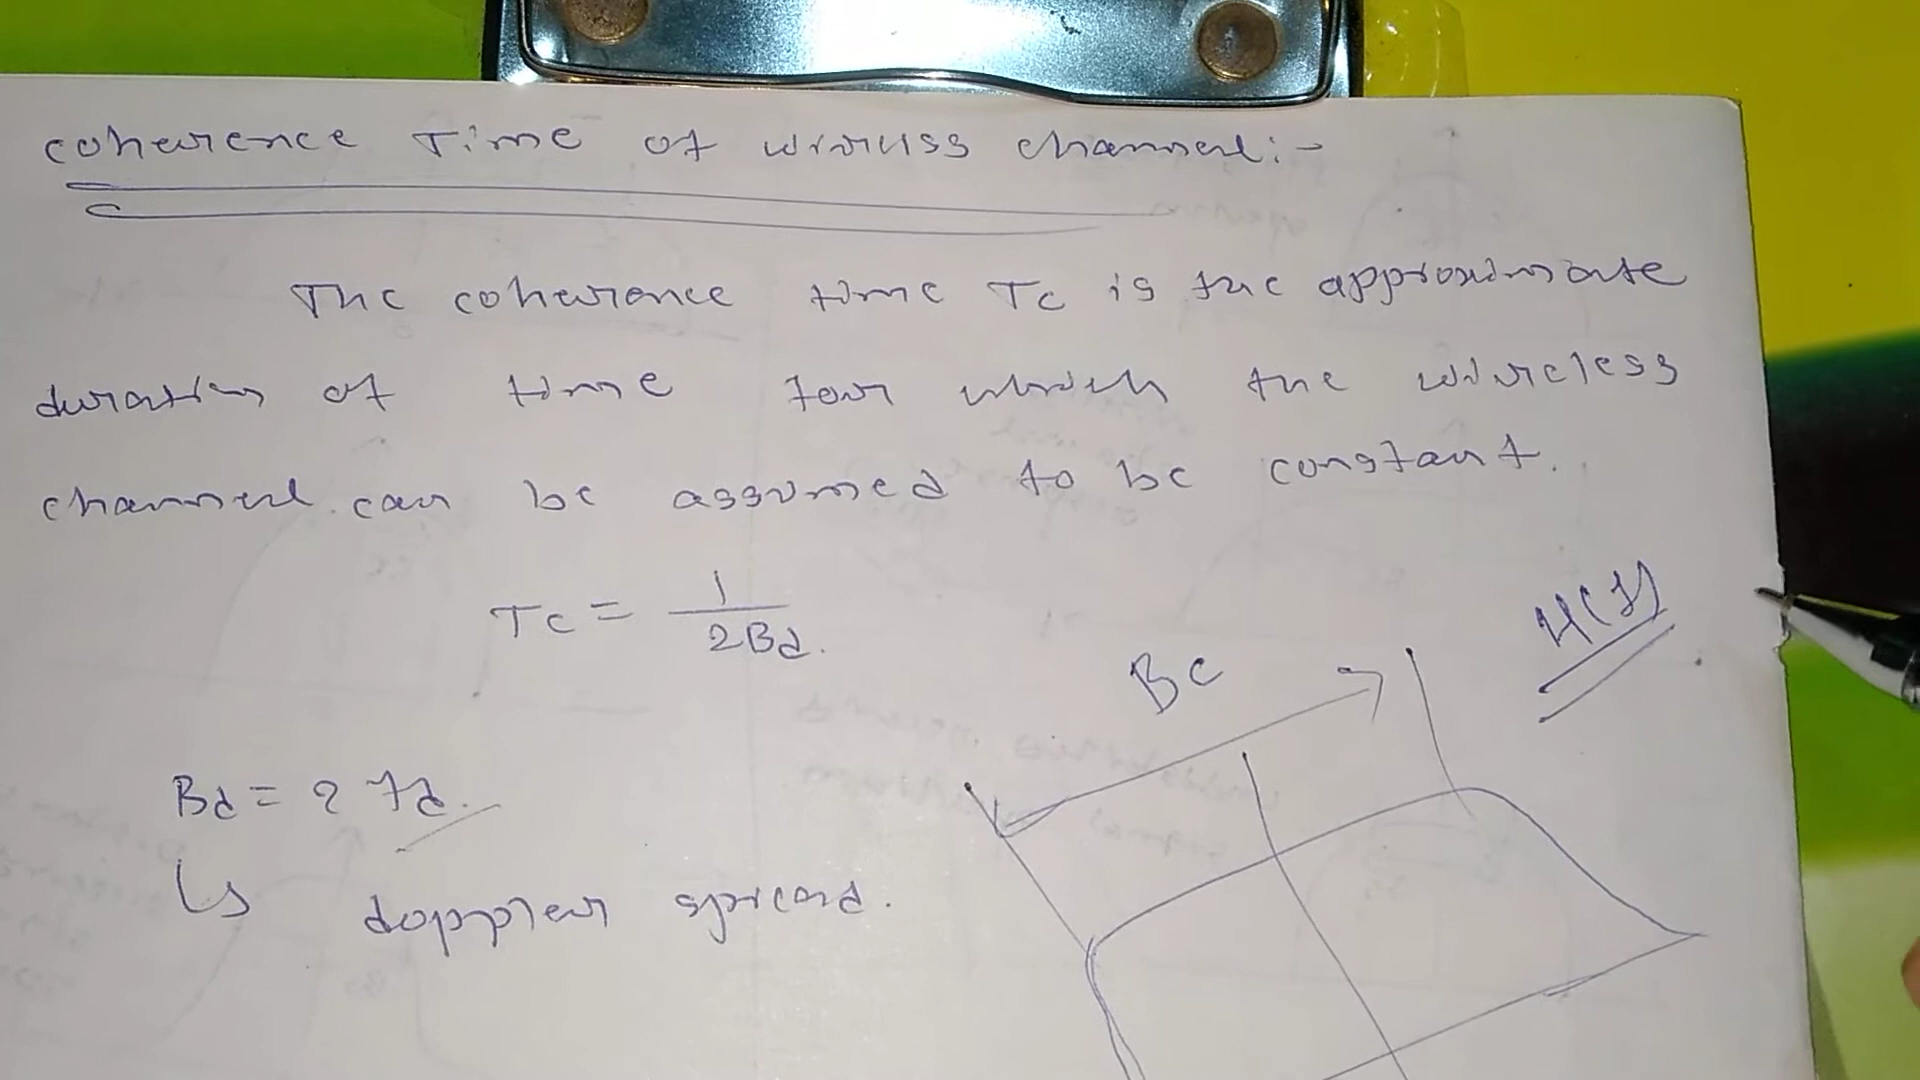 coherence Time of wireless channel:-
The coherence time Tc is the approximate
duration of time for which the wireless
channel can be assumed to be constant.
Tc = 1/2Bd.
H(f)
Bc
Bd = 2 fd.
↳ doppler spread.